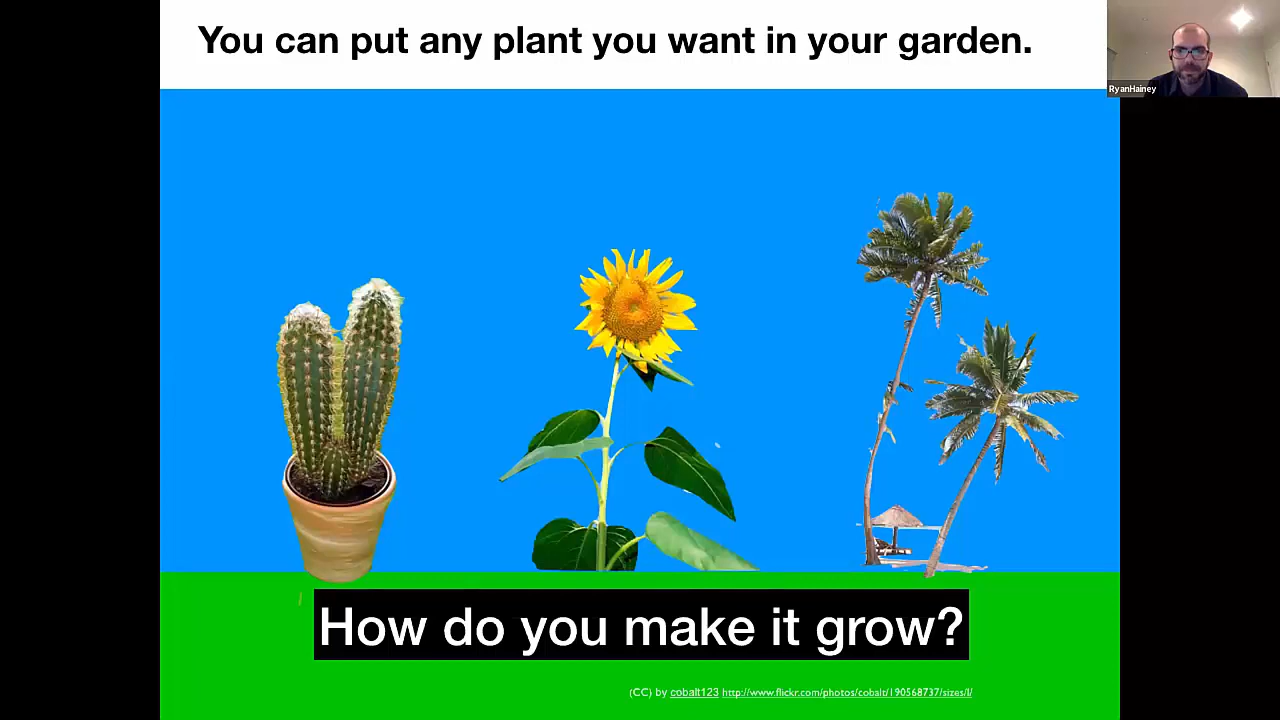 You can put any plant you want in your garden.
RyanHainey
How do you make it grow?
(CC) by cobalt123 http://www.flickr.com/photos/cobalt/190568737/sizes/l/